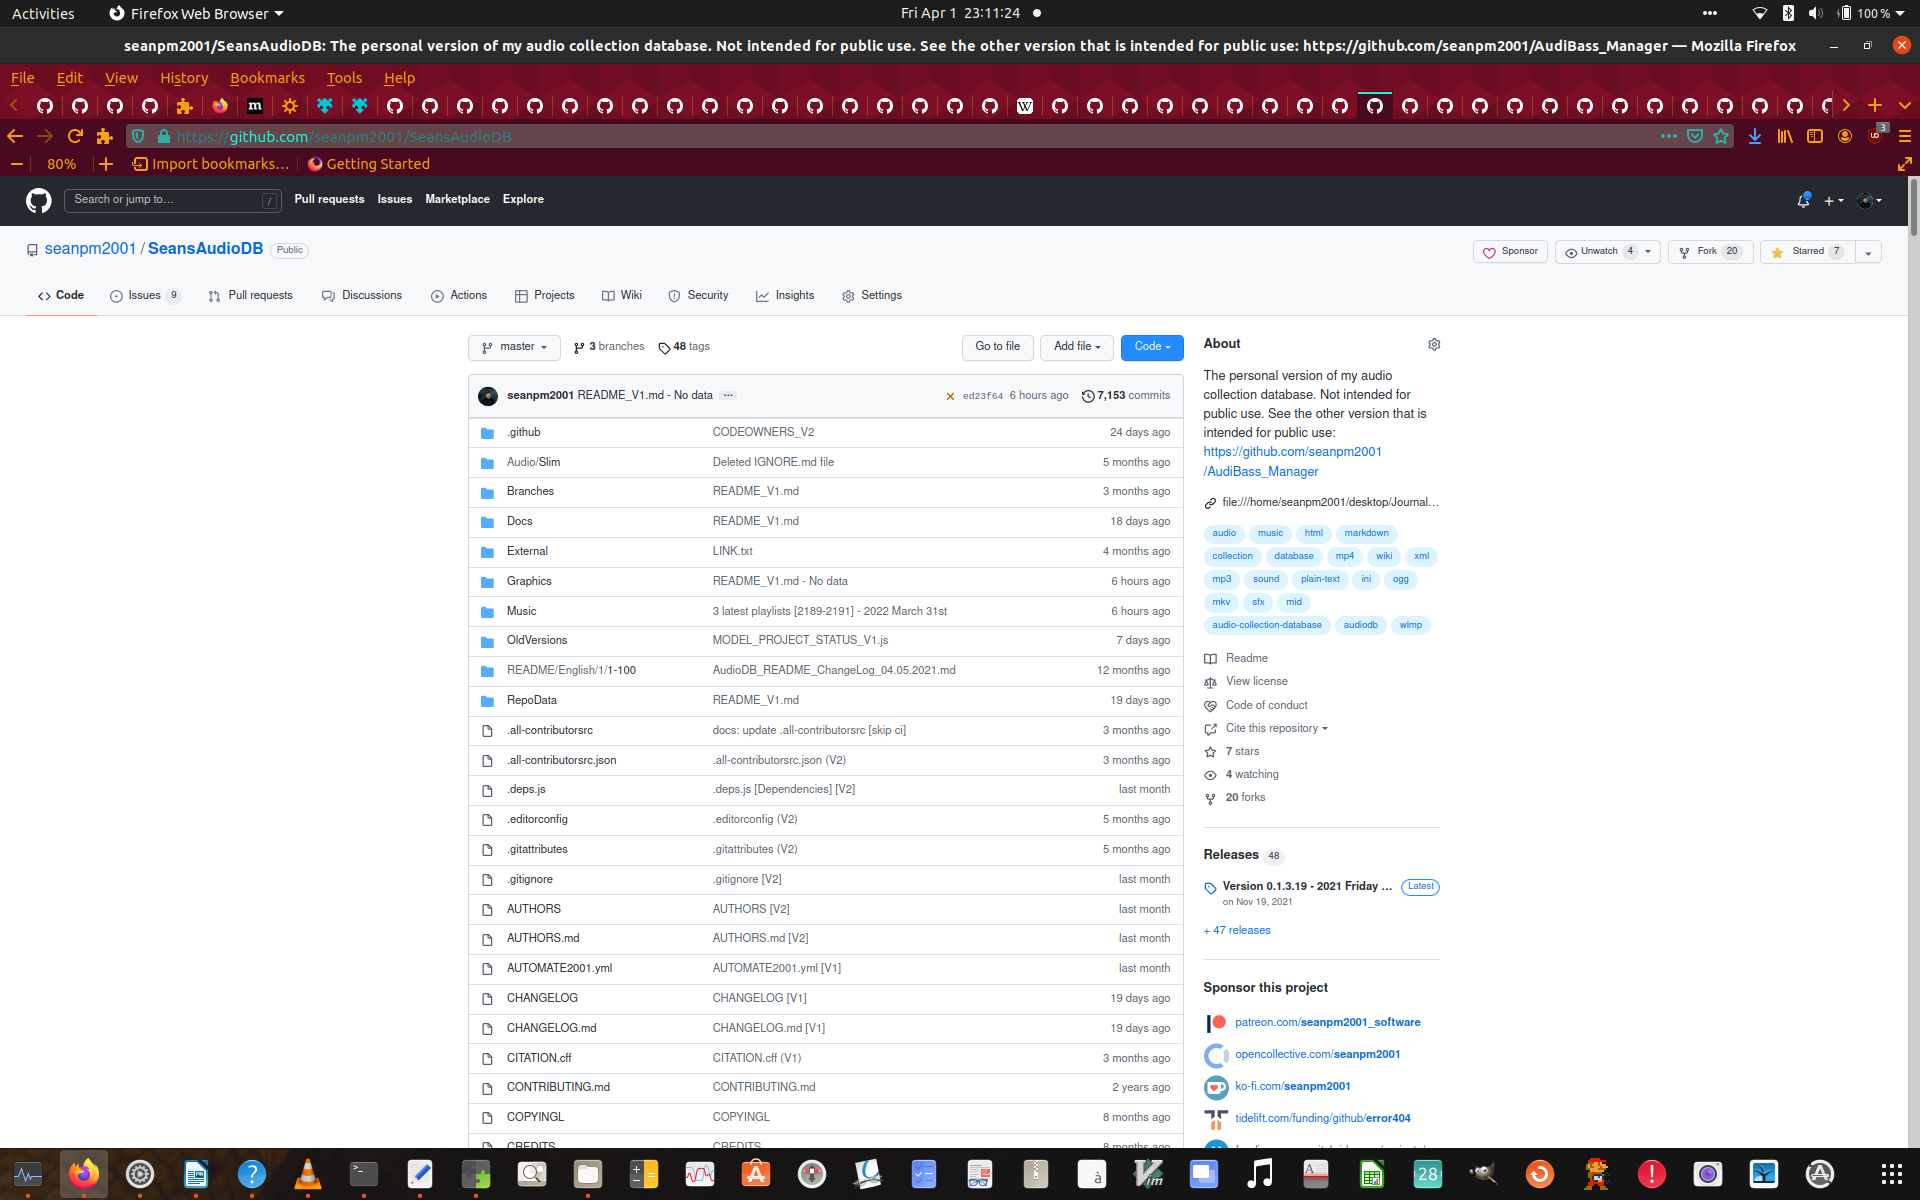 Activities
Firefox Web Browser
Fri Apr 1 23:11:24
100 %
seanpm2001/SeansAudioDB: The personal version of my audio collection database. Not intended for public use. See the other version that is intended for public use: https://github.com/seanpm2001/AudiBass_Manager — Mozilla Firefox
File Edit View History Bookmarks Tools Help
https://github.com/seanpm2001/SeansAudioDB
3
80%
Import bookmarks…
Getting Started
Search or jump to…
/
Pull requests Issues Marketplace Explore
seanpm2001 / SeansAudioDB Public
Sponsor
Unwatch 4
Fork 20
Starred 7
Code
Issues 9
Pull requests
Discussions
Actions
Projects
Wiki
Security
Insights
Settings
master
3 branches
48 tags
Go to file
Add file
Code
seanpm2001 README_V1.md - No data ...
ed23f64 6 hours ago
7,153 commits
.github CODEOWNERS_V2 24 days ago
Audio/Slim Deleted IGNORE.md file 5 months ago
Branches README_V1.md 3 months ago
Docs README_V1.md 18 days ago
External LINK.txt 4 months ago
Graphics README_V1.md - No data 6 hours ago
Music 3 latest playlists [2189-2191] - 2022 March 31st 6 hours ago
OldVersions MODEL_PROJECT_STATUS_V1.js 7 days ago
README/English/1/1-100 AudioDB_README_ChangeLog_04.05.2021.md 12 months ago
RepoData README_V1.md 19 days ago
.all-contributorsrc docs: update .all-contributorsrc [skip ci] 3 months ago
.all-contributorsrc.json .all-contributorsrc.json (V2) 3 months ago
.deps.js .deps.js [Dependencies] [V2] last month
.editorconfig .editorconfig (V2) 5 months ago
.gitattributes .gitattributes (V2) 5 months ago
.gitignore .gitignore [V2] last month
AUTHORS AUTHORS [V2] last month
AUTHORS.md AUTHORS.md [V2] last month
AUTOMATE2001.yml AUTOMATE2001.yml [V1] last month
CHANGELOG CHANGELOG [V1] 19 days ago
CHANGELOG.md CHANGELOG.md [V1] 19 days ago
CITATION.cff CITATION.cff (V1) 3 months ago
CONTRIBUTING.md CONTRIBUTING.md 2 years ago
COPYINGL COPYINGL 8 months ago
CREDITS CREDITS 8 months ago
About
The personal version of my audio
collection database. Not intended for
public use. See the other version that is
intended for public use:
https://github.com/seanpm2001
/AudiBass_Manager
file:///home/seanpm2001/desktop/Journal…
audio music html markdown
collection database mp4 wiki xml
mp3 sound plain-text ini ogg
mkv sfx mid
audio-collection-database audiodb wlmp
Readme
View license
Code of conduct
Cite this repository
7 stars
4 watching
20 forks
Releases 48
Version 0.1.3.19 - 2021 Friday ... Latest
on Nov 19, 2021
+ 47 releases
Sponsor this project
patreon.com/seanpm2001_software
opencollective.com/seanpm2001
ko-fi.com/seanpm2001
tidelift.com/funding/github/error404
28